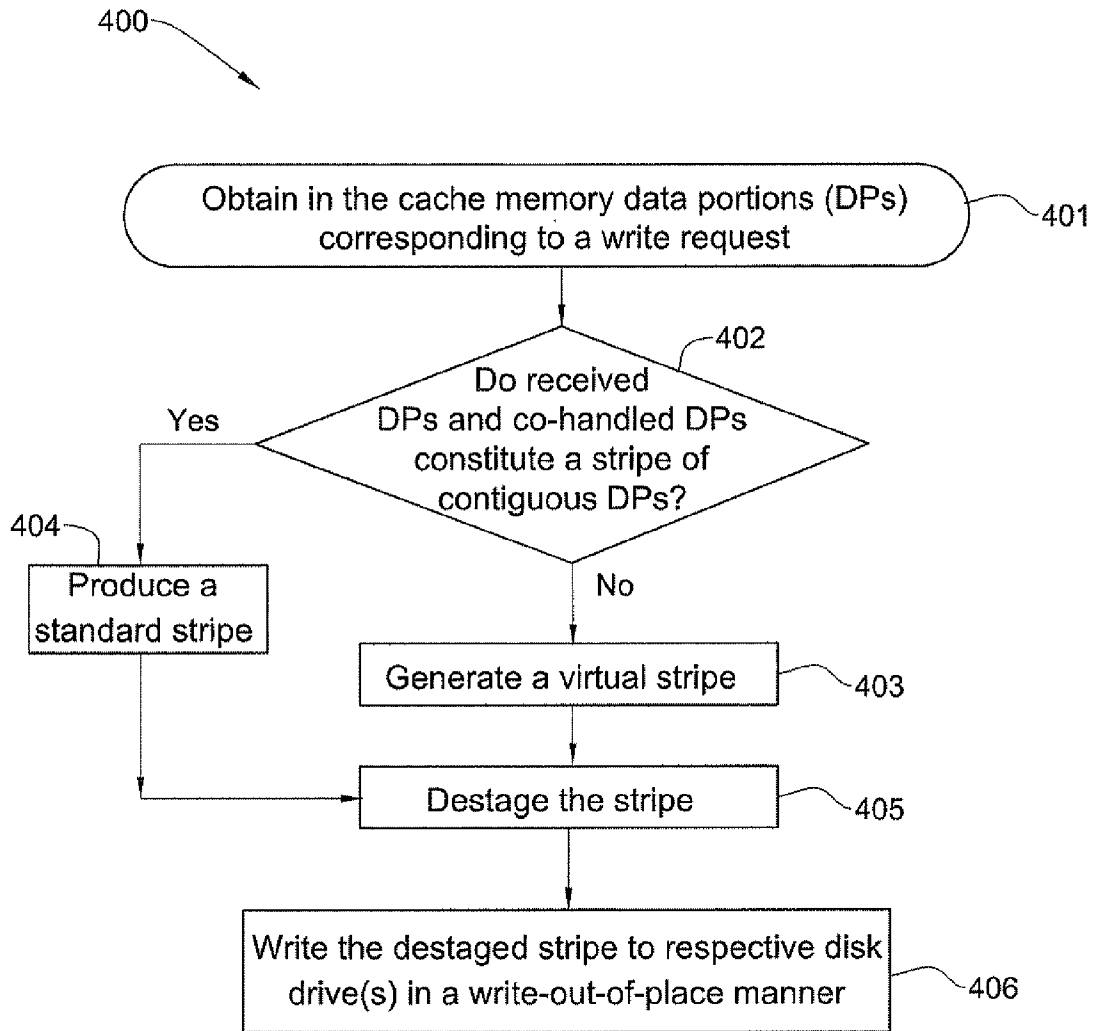 400
Obtain in the cache memory data portions (DPs)
corresponding to a write request
401
402
Do received
DPs and co-handled DPs
constitute a stripe of
contiguous DPs?
Yes
No
404
Produce a
standard stripe
Generate a virtual stripe
403
Destage the stripe
405
Write the destaged stripe to respective disk
drive(s) in a write-out-of-place manner
406